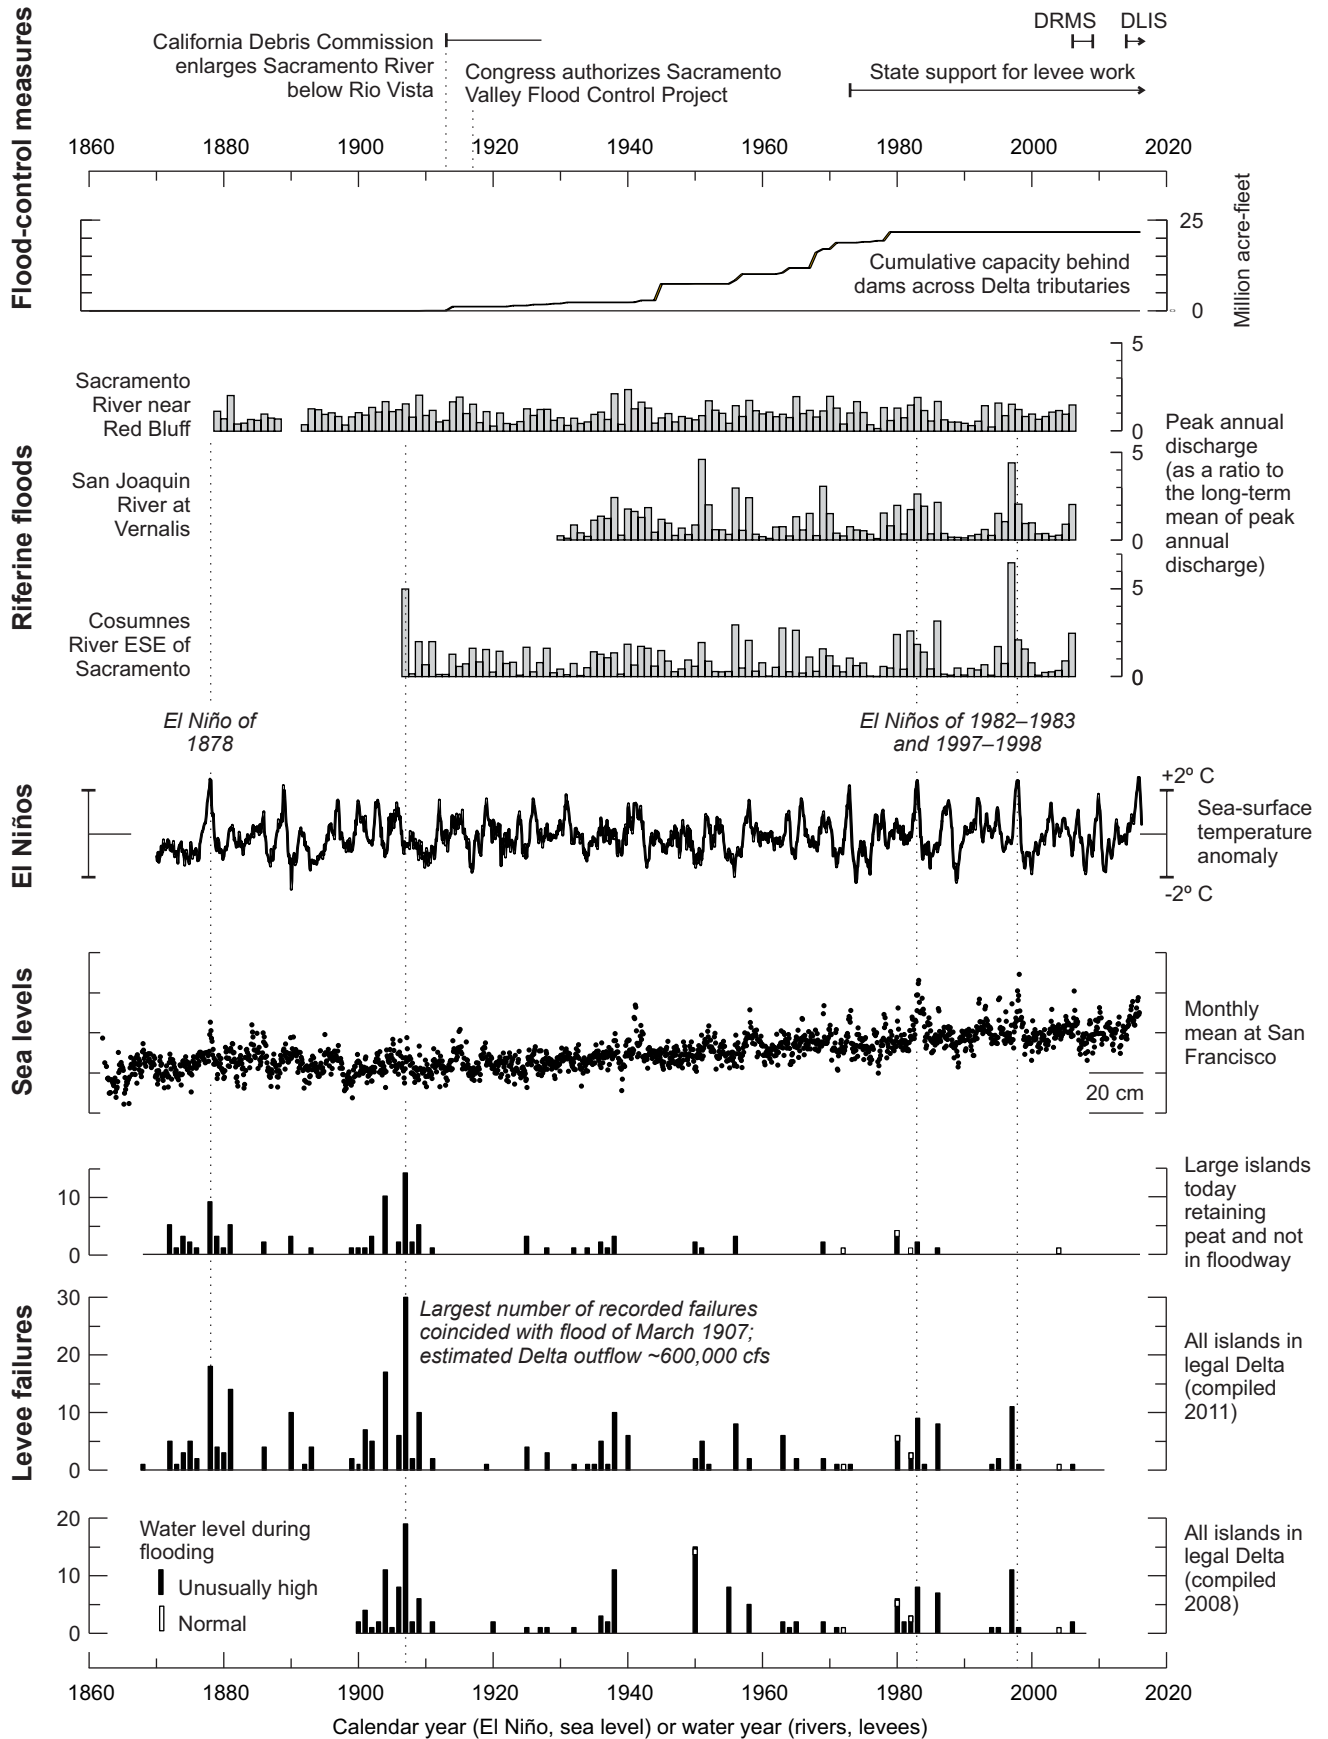 Flood-control measures
DRMS
DLIS
California Debris Commission
enlarges Sacramento River
below Rio Vista
Congress authorizes Sacramento
Valley Flood Control Project
State support for levee work
1860 1880 1900 1920 1940 1960 1980 2000 2020
25
0
Million acre-fieet
Cumulative capacity behind
dams across Delta tributaries
Riferine floods
Sacramento
River near
Red Bluff
5
0
San Joaquin
River at
Vernalis
5
0
Cosumnes
River ESE of
Sacramento
5
0
Peak annual
discharge
(as a ratio to
the long-term
mean of peak
annual
discharge)
El Niño of
1878
El Niños of 1982–1983
and 1997–1998
El Niños
+2º C
Sea-surface
temperature
anomaly
-2º C
Sea levels
Monthly
mean at San
Francisco
20 cm
Levee failures
10
0
Large islands
today
retaining
peat and not
in floodway
30
20
10
0
Largest number of recorded failures
coincided with flood of March 1907;
estimated Delta outflow ~600,000 cfs
All islands in
legal Delta
(compiled
2011)
20
10
0
Water level during
flooding
Unusually high
Normal
All islands in
legal Delta
(compiled
2008)
1860 1880 1900 1920 1940 1960 1980 2000 2020
Calendar year (El Niño, sea level) or water year (rivers, levees)